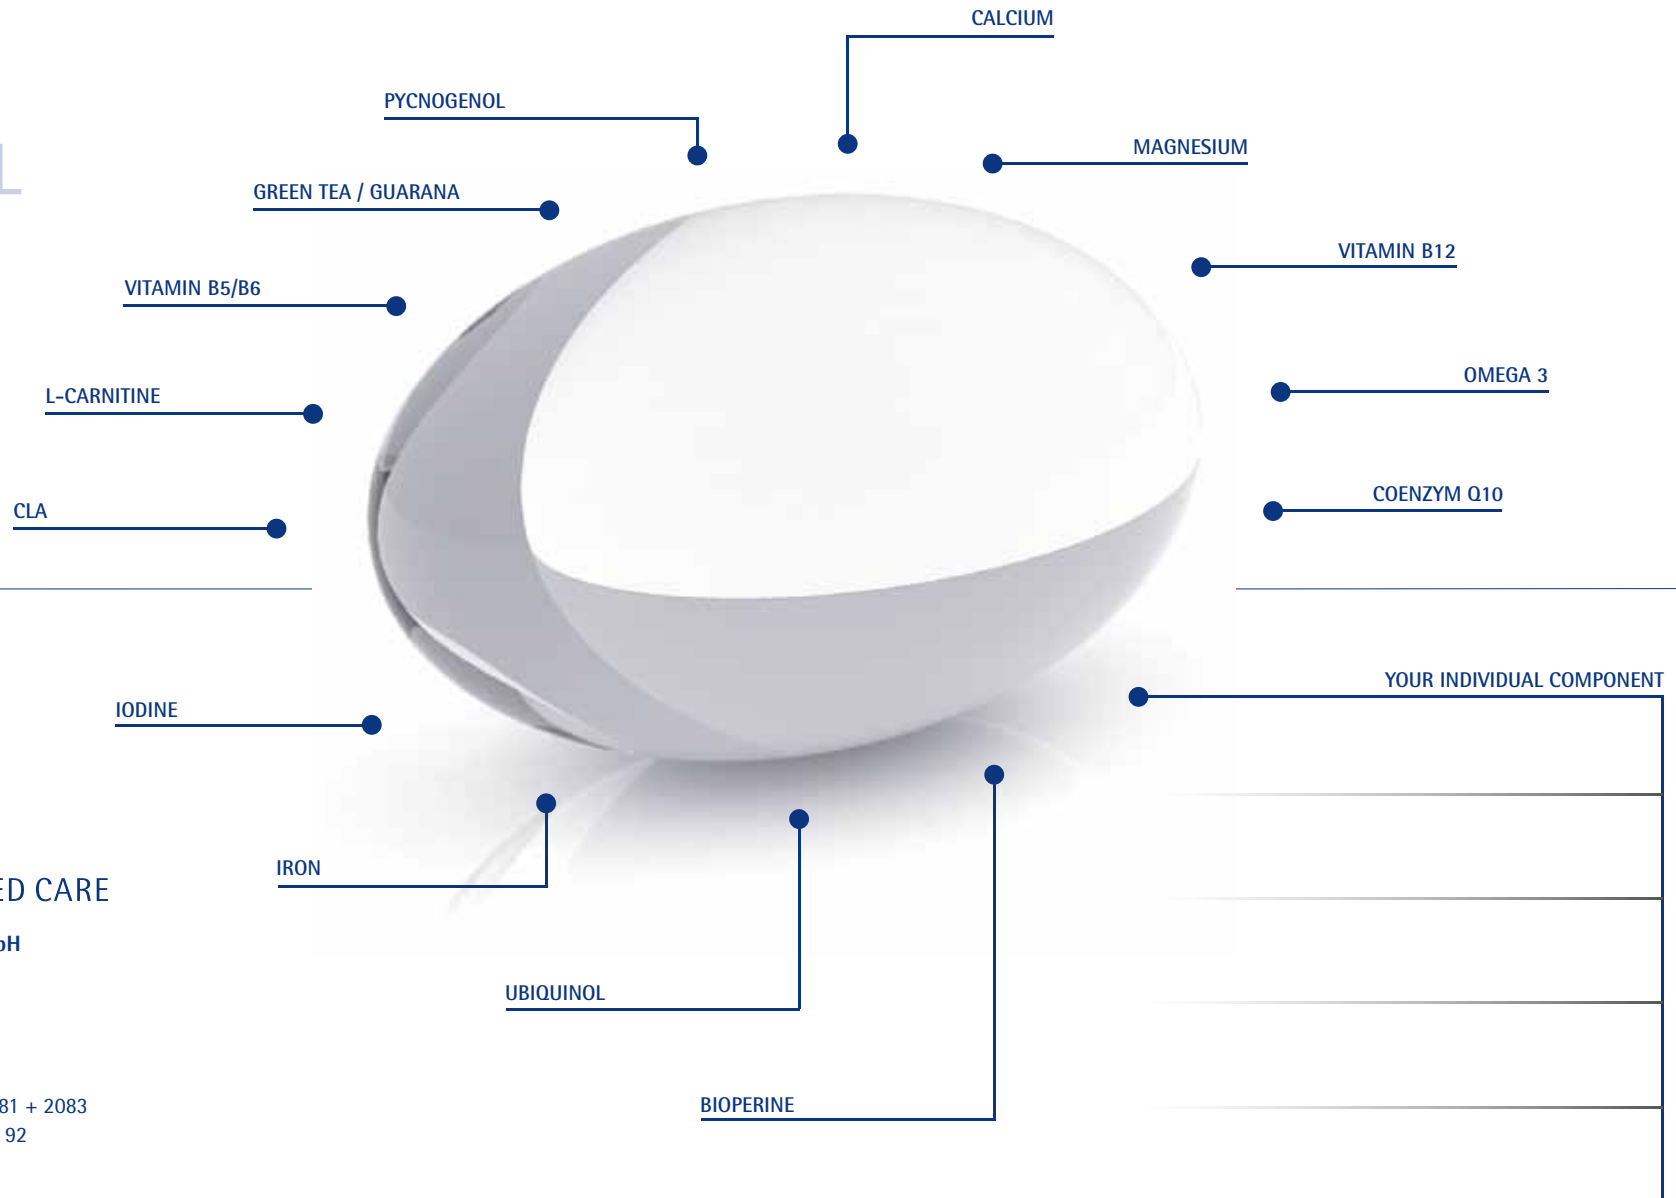 CALCIUM
PYCNOGENOL
MAGNESIUM
GREEN TEA / GUARANA
VITAMIN B12
VITAMIN B5/B6
OMEGA 3
L-CARNITINE
COENZYM Q10
CLA
YOUR INDIVIDUAL COMPONENT
IODINE
IRON
ED CARE
bH
UBIQUINOL
BIOPERINE
81 + 2083
92